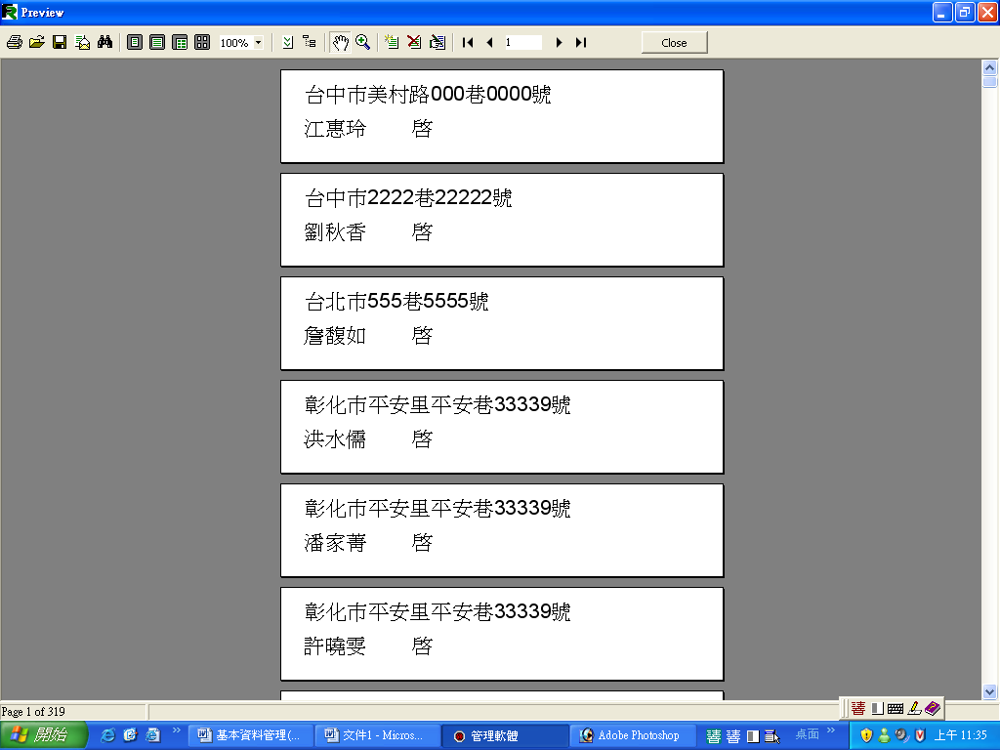 Preview
100%
1
Close
台中市美村路000巷0000號
江惠玲 啓
台中市2222巷22222號
劉秋香 啓
台北市555巷5555號
詹馥如 啓
彰化市平安里平安巷33339號
洪水儒 啓
彰化市平安里平安巷33339號
潘家菁 啓
彰化市平安里平安巷33339號
許曉雯 啓
Page 1 of 319
開始
基本資料管理(...
文件1 - Micros...
管理軟體
Adobe Photoshop
桌面
上午 11:35